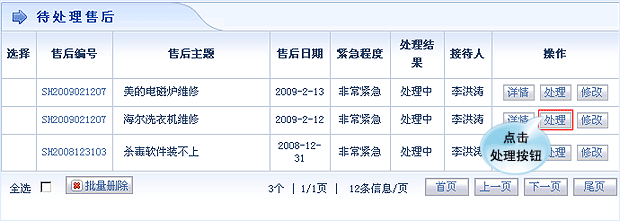 待处理售后
选择 售后编号 售后主题 售后日期 紧急程度 处理结果 接待人 操作
SH2009021207 美的电磁炉维修 2009-2-13 非常紧急 处理中 李洪涛 详情 处理 修改
SH2009021207 海尔洗衣机维修 2009-2-12 非常紧急 处理中 李洪涛 详情 处理 修改
SH2008123103 杀毒软件装不上 2008-12-31 非常紧急 处理中 李洪涛 修改
点击
处理按钮
全选 批量删除 3个 | 1/1页 | 12条信息/页 首页 上一页 下一页 尾页